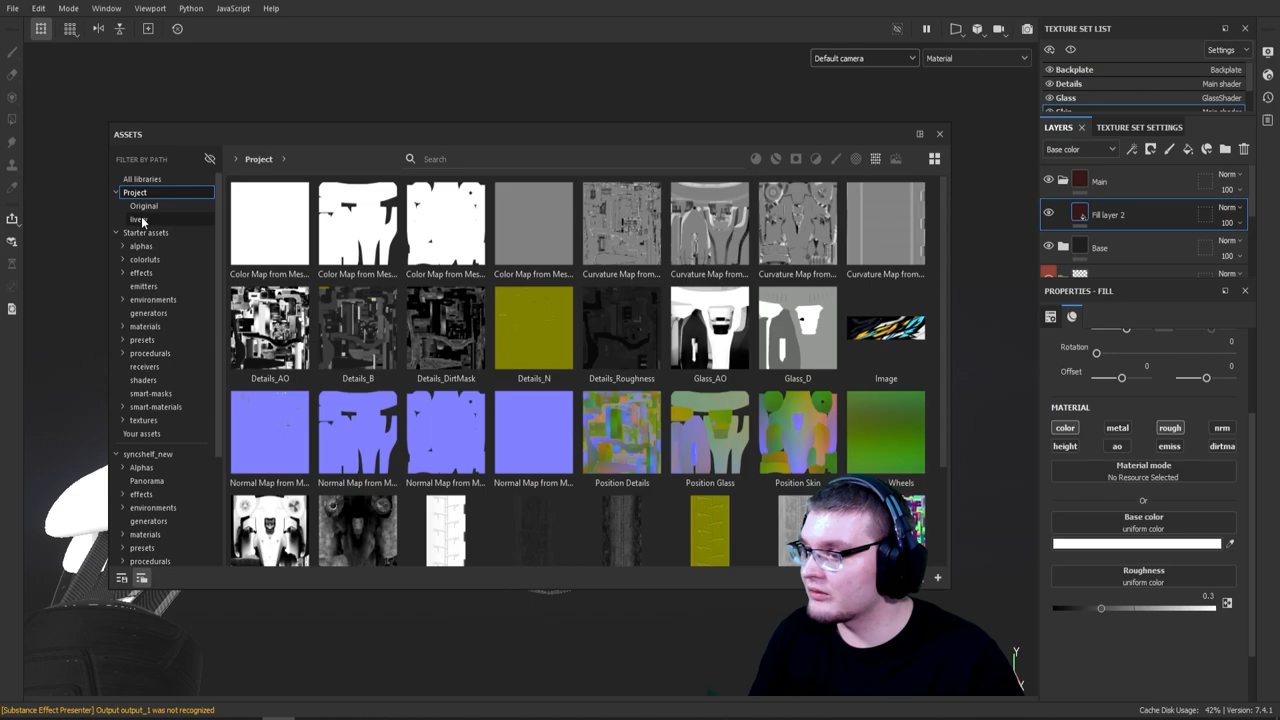 File Edit Mode Window Viewport Python JavaScript Help
Default camera
Material
TEXTURE SET LIST
Settings
Backplate Backplate
Details Main shader
Glass GlassShader
LAYERS TEXTURE SET SETTINGS
Base color
Main Norm
100
Fill layer 2 Norm
100
Base Norm
100
Norm
PROPERTIES - FILL
Rotation 0
Offset 0 0
MATERIAL
color metal rough nrm
height ao emiss dirtma
Material mode
No Resource Selected
Or
Base color
uniform color
Roughness
uniform color
0.3
ASSETS
FILTER BY PATH
Project
Search
All libraries
Project
Original
Starter assets
alphas
colorluts
effects
emitters
environments
generators
materials
presets
procedurals
receivers
shaders
smart-masks
smart-materials
textures
Your assets
syncshelf_new
Alphas
Panorama
effects
environments
generators
materials
presets
procedurals
Color Map from Mes... Color Map from Mes... Color Map from Mes... Color Map from Mes... Curvature Map from... Curvature Map from... Curvature Map from... Curvature Map from...
Details_AO Details_B Details_DirtMask Details_N Details_Roughness Glass_AO Glass_D Image
Normal Map from M... Normal Map from M... Normal Map from M... Normal Map from M... Position Details Position Glass Position Skin Wheels
Y
[Substance Effect Presenter] Output output_1 was not recognized
Cache Disk Usage: 42% | Version: 7.4.1